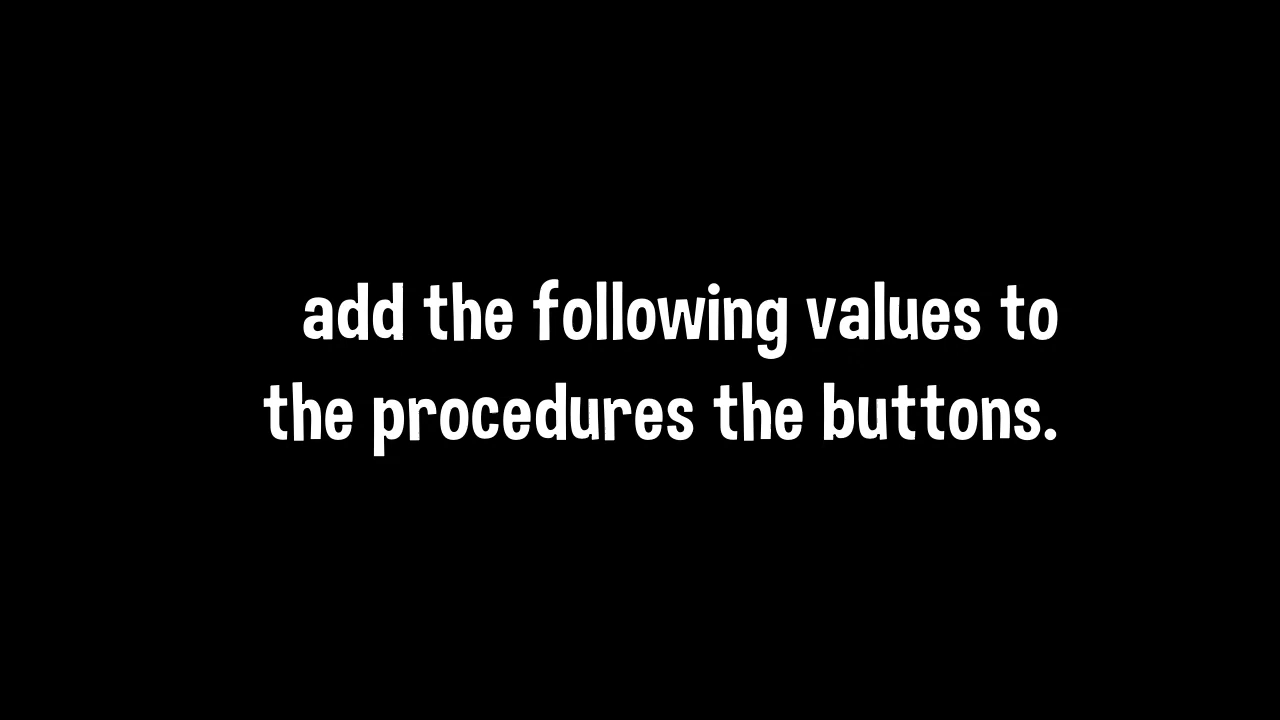 add the following values to
the procedures the buttons.